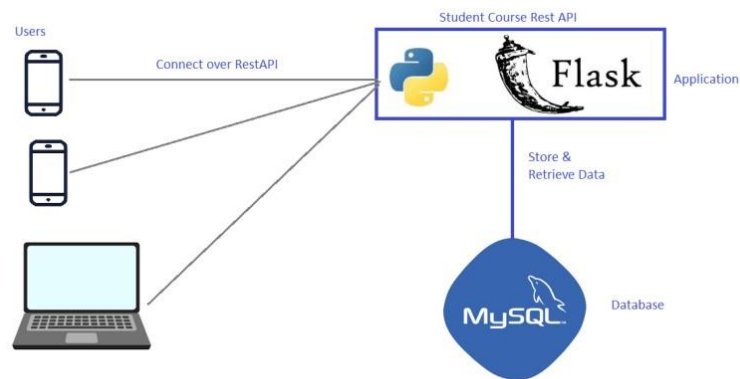 Student Course Rest API
Users
Connect over RestAPI
Flask
Application
Store &
Retrieve Data
MySQL
Database